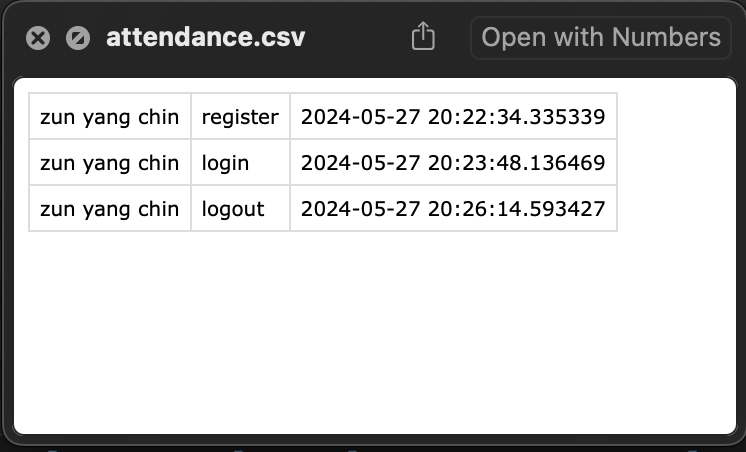 attendance.csv Open with Numbers
zun yang chin register 2024-05-27 20:22:34.335339
zun yang chin login 2024-05-27 20:23:48.136469
zun yang chin logout 2024-05-27 20:26:14.593427